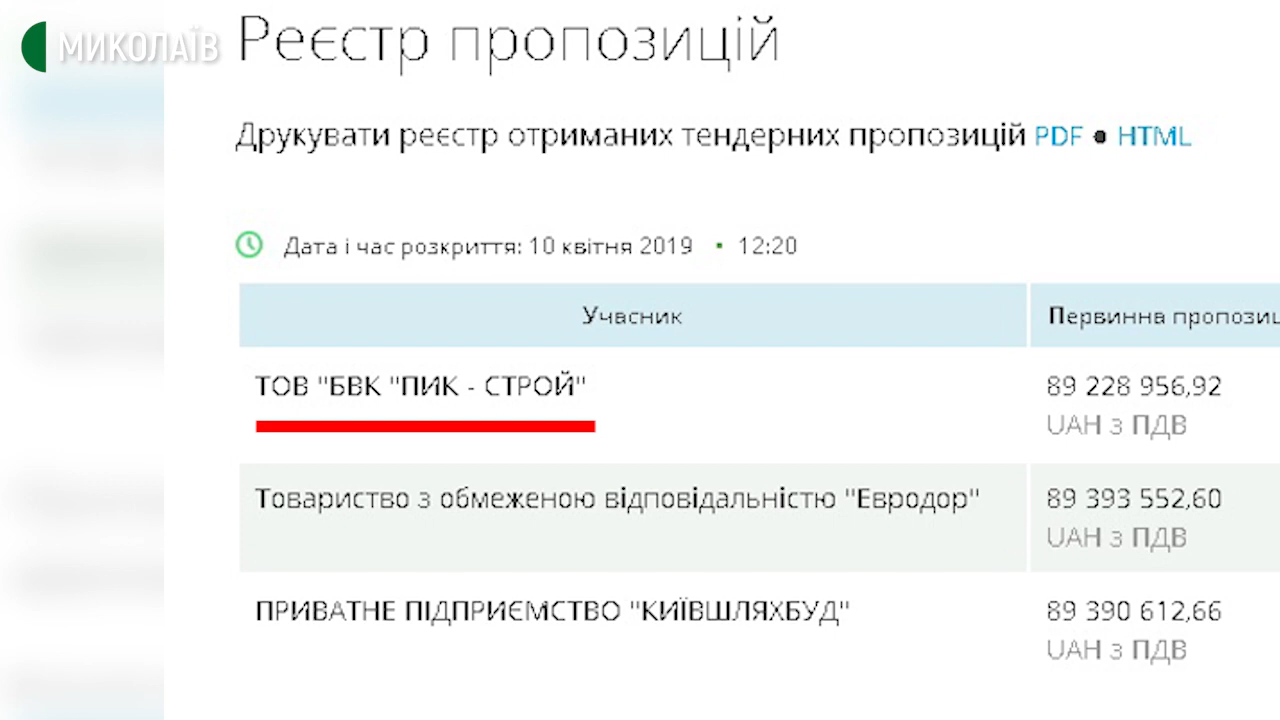 МИКОЛАЇВ
Реєстр пропозицій
Друкувати реєстр отриманих тендерних пропозицій PDF ● HTML
Дата і час розкриття: 10 квітня 2019 • 12:20
Учасник Первинна пропозиц
ТОВ "БВК "ПИК - СТРОЙ" 89 228 956,92
UAH з ПДВ
Товариство з обмеженою відповідальністю "Евродор" 89 393 552,60
UAH з ПДВ
ПРИВАТНЕ ПІДПРИЄМСТВО "КИЇВШЛЯХБУД" 89 390 612,66
UAH з ПДВ